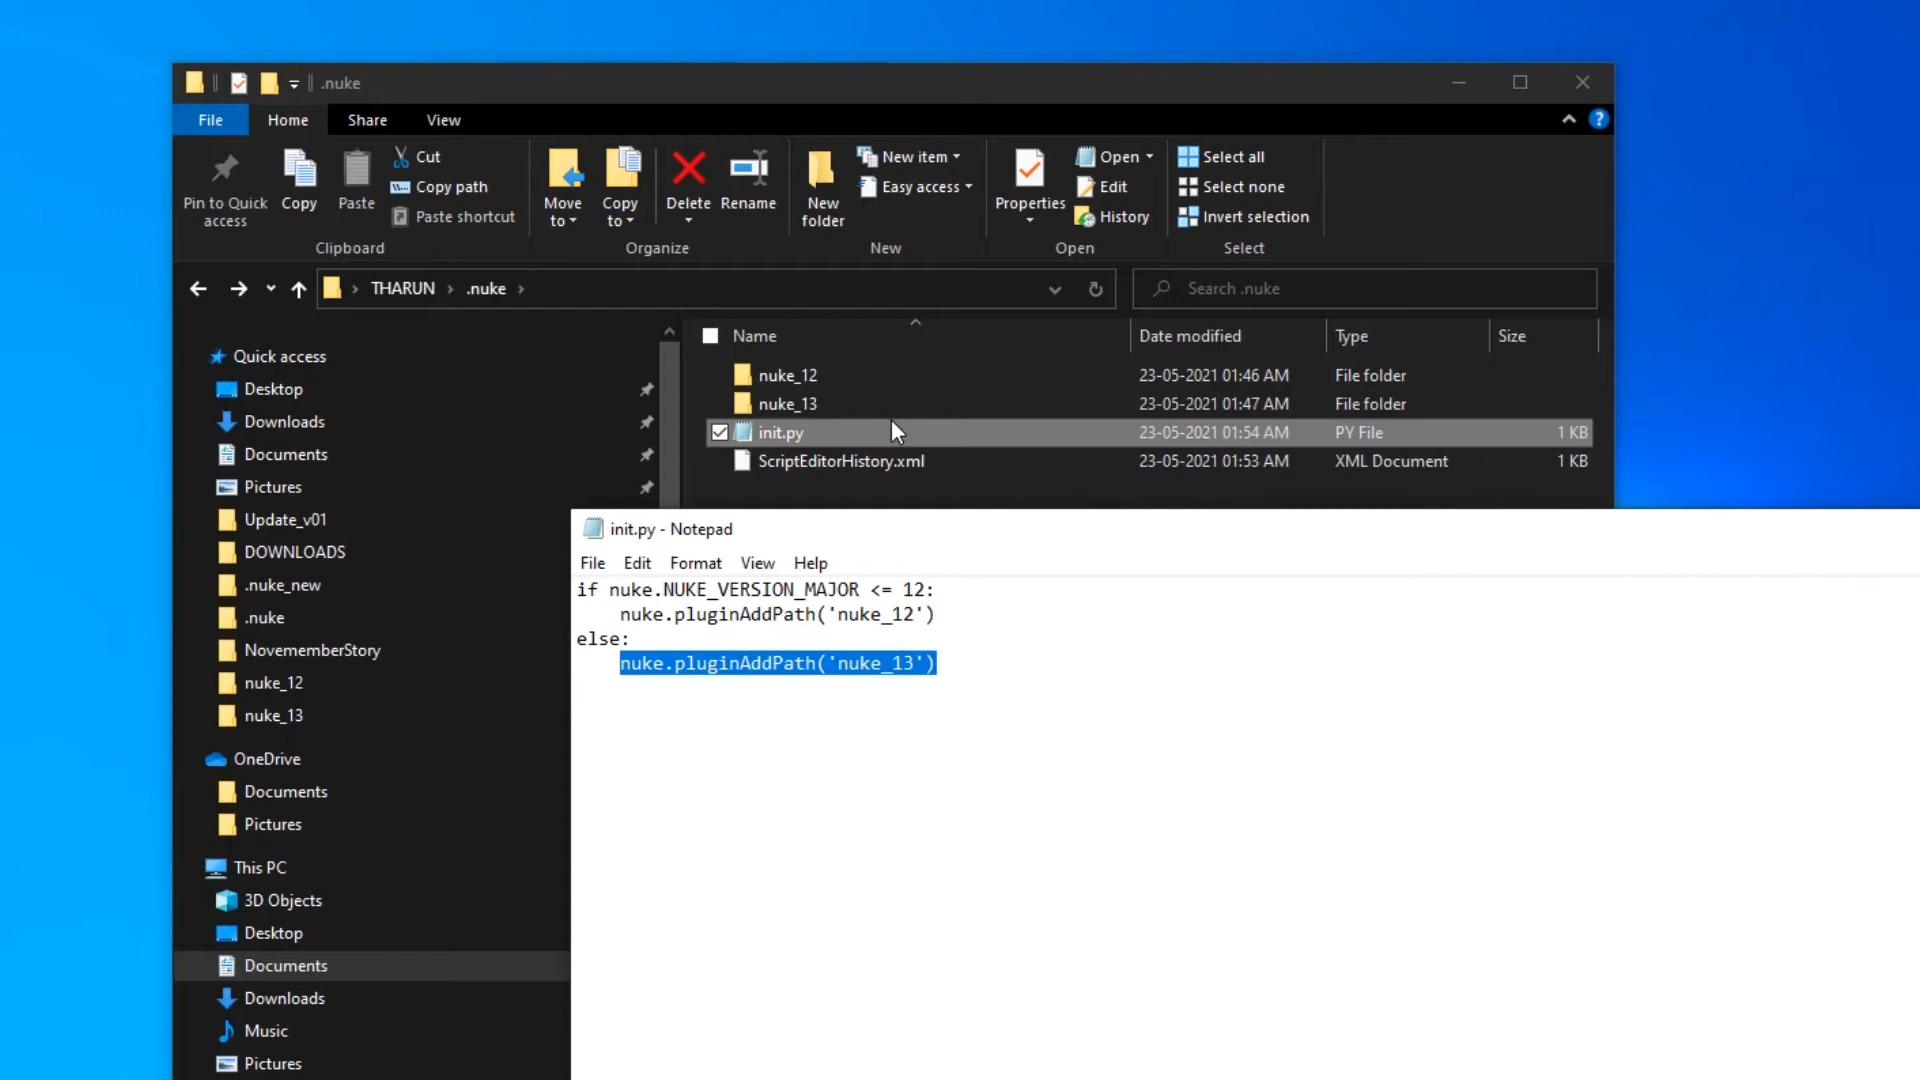 .nuke
File Home Share View
Pin to Quick access
Copy
Paste
Cut
Copy path
Paste shortcut
Clipboard
Move to
Copy to
Delete
Rename
Organize
New folder
New item
Easy access
New
Properties
Open
Edit
History
Open
Select all
Select none
Invert selection
Select
THARUN › .nuke ›
Search .nuke
Quick access
Desktop
Downloads
Documents
Pictures
Update_v01
DOWNLOADS
.nuke_new
.nuke
NovememberStory
nuke_12
nuke_13
OneDrive
Documents
Pictures
This PC
3D Objects
Desktop
Documents
Downloads
Music
Pictures
Name Date modified Type Size
nuke_12 23-05-2021 01:46 AM File folder
nuke_13 23-05-2021 01:47 AM File folder
init.py 23-05-2021 01:54 AM PY File 1 KB
ScriptEditorHistory.xml 23-05-2021 01:53 AM XML Document 1 KB
init.py - Notepad
File Edit Format View Help
if nuke.NUKE_VERSION_MAJOR <= 12:
    nuke.pluginAddPath('nuke_12')
else:
    nuke.pluginAddPath('nuke_13')